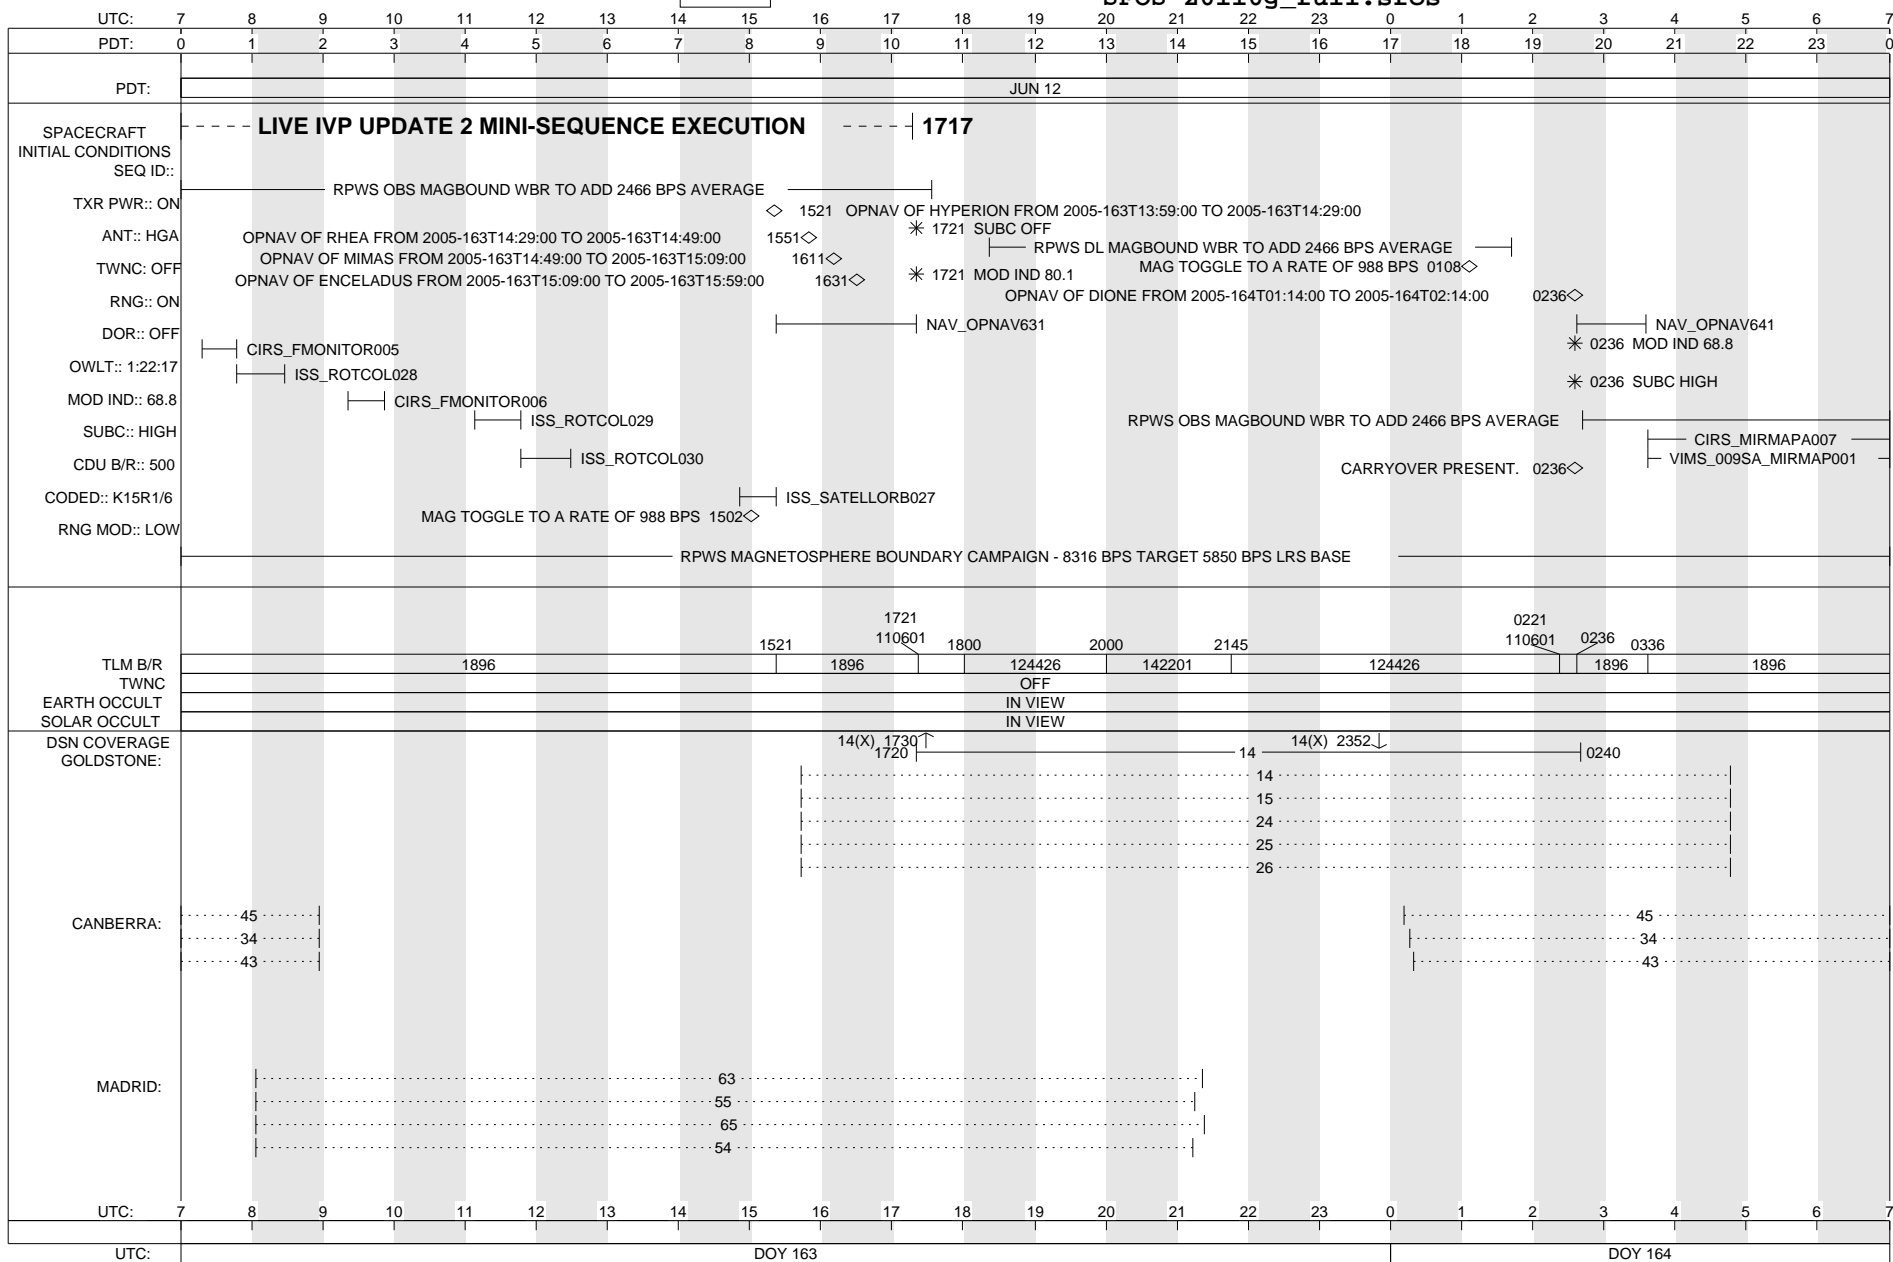 UTC: 7 8 9 10 11 12 13 14 15 16 17 18 19 20 21 22 23 0 1 2 3 4 5 6 7
PDT: 0 1 2 3 4 5 6 7 8 9 10 11 12 13 14 15 16 17 18 19 20 21 22 23 0
PDT: JUN 12
SPACECRAFT
INITIAL CONDITIONS
SEQ ID::
TXR PWR:: ON
ANT:: HGA
TWNC: OFF
RNG:: ON
DOR:: OFF
OWLT:: 1:22:17
MOD IND:: 68.8
SUBC:: HIGH
CDU B/R:: 500
CODED:: K15R1/6
RNG MOD:: LOW
LIVE IVP UPDATE 2 MINI-SEQUENCE EXECUTION 1717
RPWS OBS MAGBOUND WBR TO ADD 2466 BPS AVERAGE
1521 OPNAV OF HYPERION FROM 2005-163T13:59:00 TO 2005-163T14:29:00
1721 SUBC OFF
OPNAV OF RHEA FROM 2005-163T14:29:00 TO 2005-163T14:49:00 1551
RPWS DL MAGBOUND WBR TO ADD 2466 BPS AVERAGE
OPNAV OF MIMAS FROM 2005-163T14:49:00 TO 2005-163T15:09:00 1611
MAG TOGGLE TO A RATE OF 988 BPS 0108
1721 MOD IND 80.1
OPNAV OF ENCELADUS FROM 2005-163T15:09:00 TO 2005-163T15:59:00 1631
OPNAV OF DIONE FROM 2005-164T01:14:00 TO 2005-164T02:14:00 0236
NAV_OPNAV631
NAV_OPNAV641
0236 MOD IND 68.8
CIRS_FMONITOR005
ISS_ROTCOL028
0236 SUBC HIGH
CIRS_FMONITOR006
ISS_ROTCOL029
RPWS OBS MAGBOUND WBR TO ADD 2466 BPS AVERAGE
CIRS_MIRMAPA007
ISS_ROTCOL030
VIMS_009SA_MIRMAP001
CARRYOVER PRESENT. 0236
ISS_SATELLORB027
MAG TOGGLE TO A RATE OF 988 BPS 1502
RPWS MAGNETOSPHERE BOUNDARY CAMPAIGN - 8316 BPS TARGET 5850 BPS LRS BASE
1721 0221
1521 110601 1800 2000 2145 110601 0236 0336
TLM B/R 1896 1896 124426 142201 124426 1896 1896
TWNC OFF
EARTH OCCULT IN VIEW
SOLAR OCCULT IN VIEW
DSN COVERAGE 14(X) 1730 14(X) 2352
GOLDSTONE: 1720 14 0240
14
15
24
25
26
CANBERRA: 45 45
34 34
43 43
MADRID: 63
55
65
54
UTC: 7 8 9 10 11 12 13 14 15 16 17 18 19 20 21 22 23 0 1 2 3 4 5 6 7
UTC: DOY 163 DOY 164